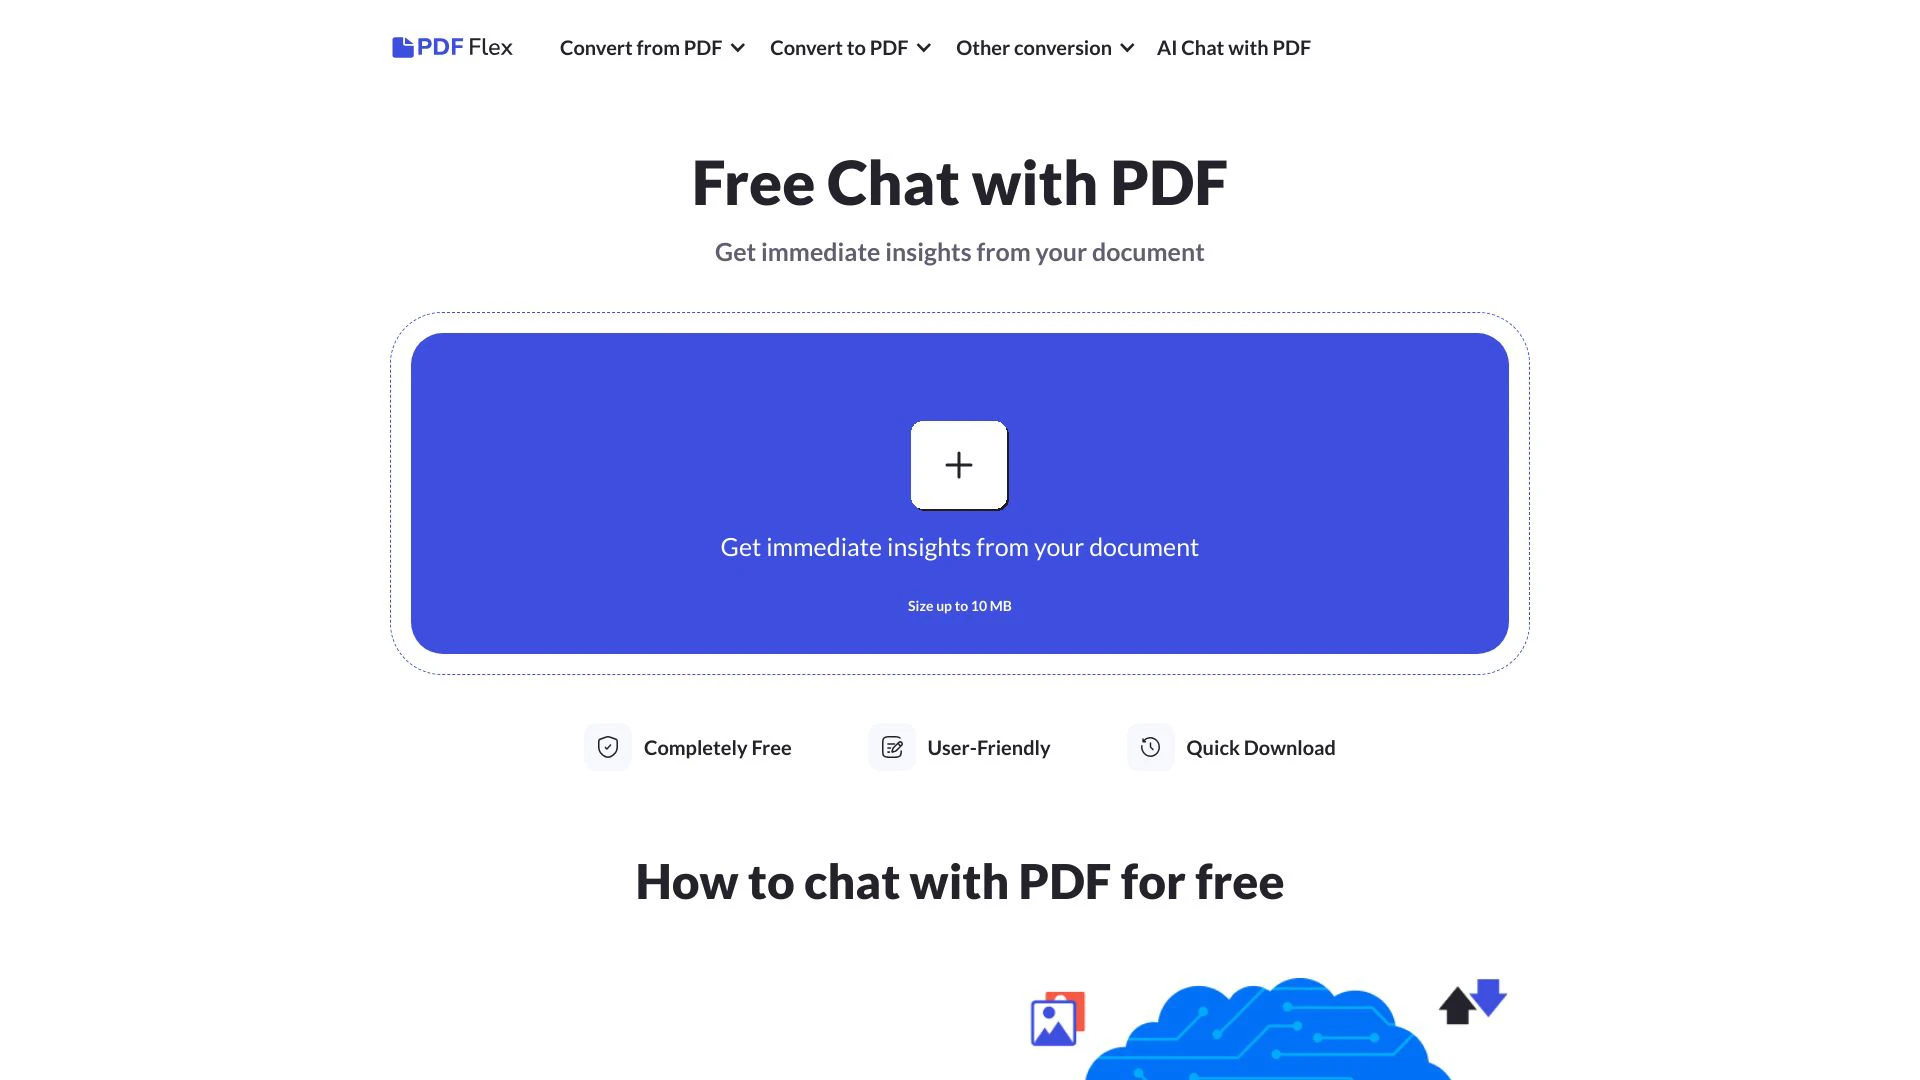 PDF Flex
Convert from PDF
Convert to PDF
Other conversion
AI Chat with PDF
Free Chat with PDF
Get immediate insights from your document
Get immediate insights from your document
Size up to 10 MB
Completely Free
User-Friendly
Quick Download
How to chat with PDF for free